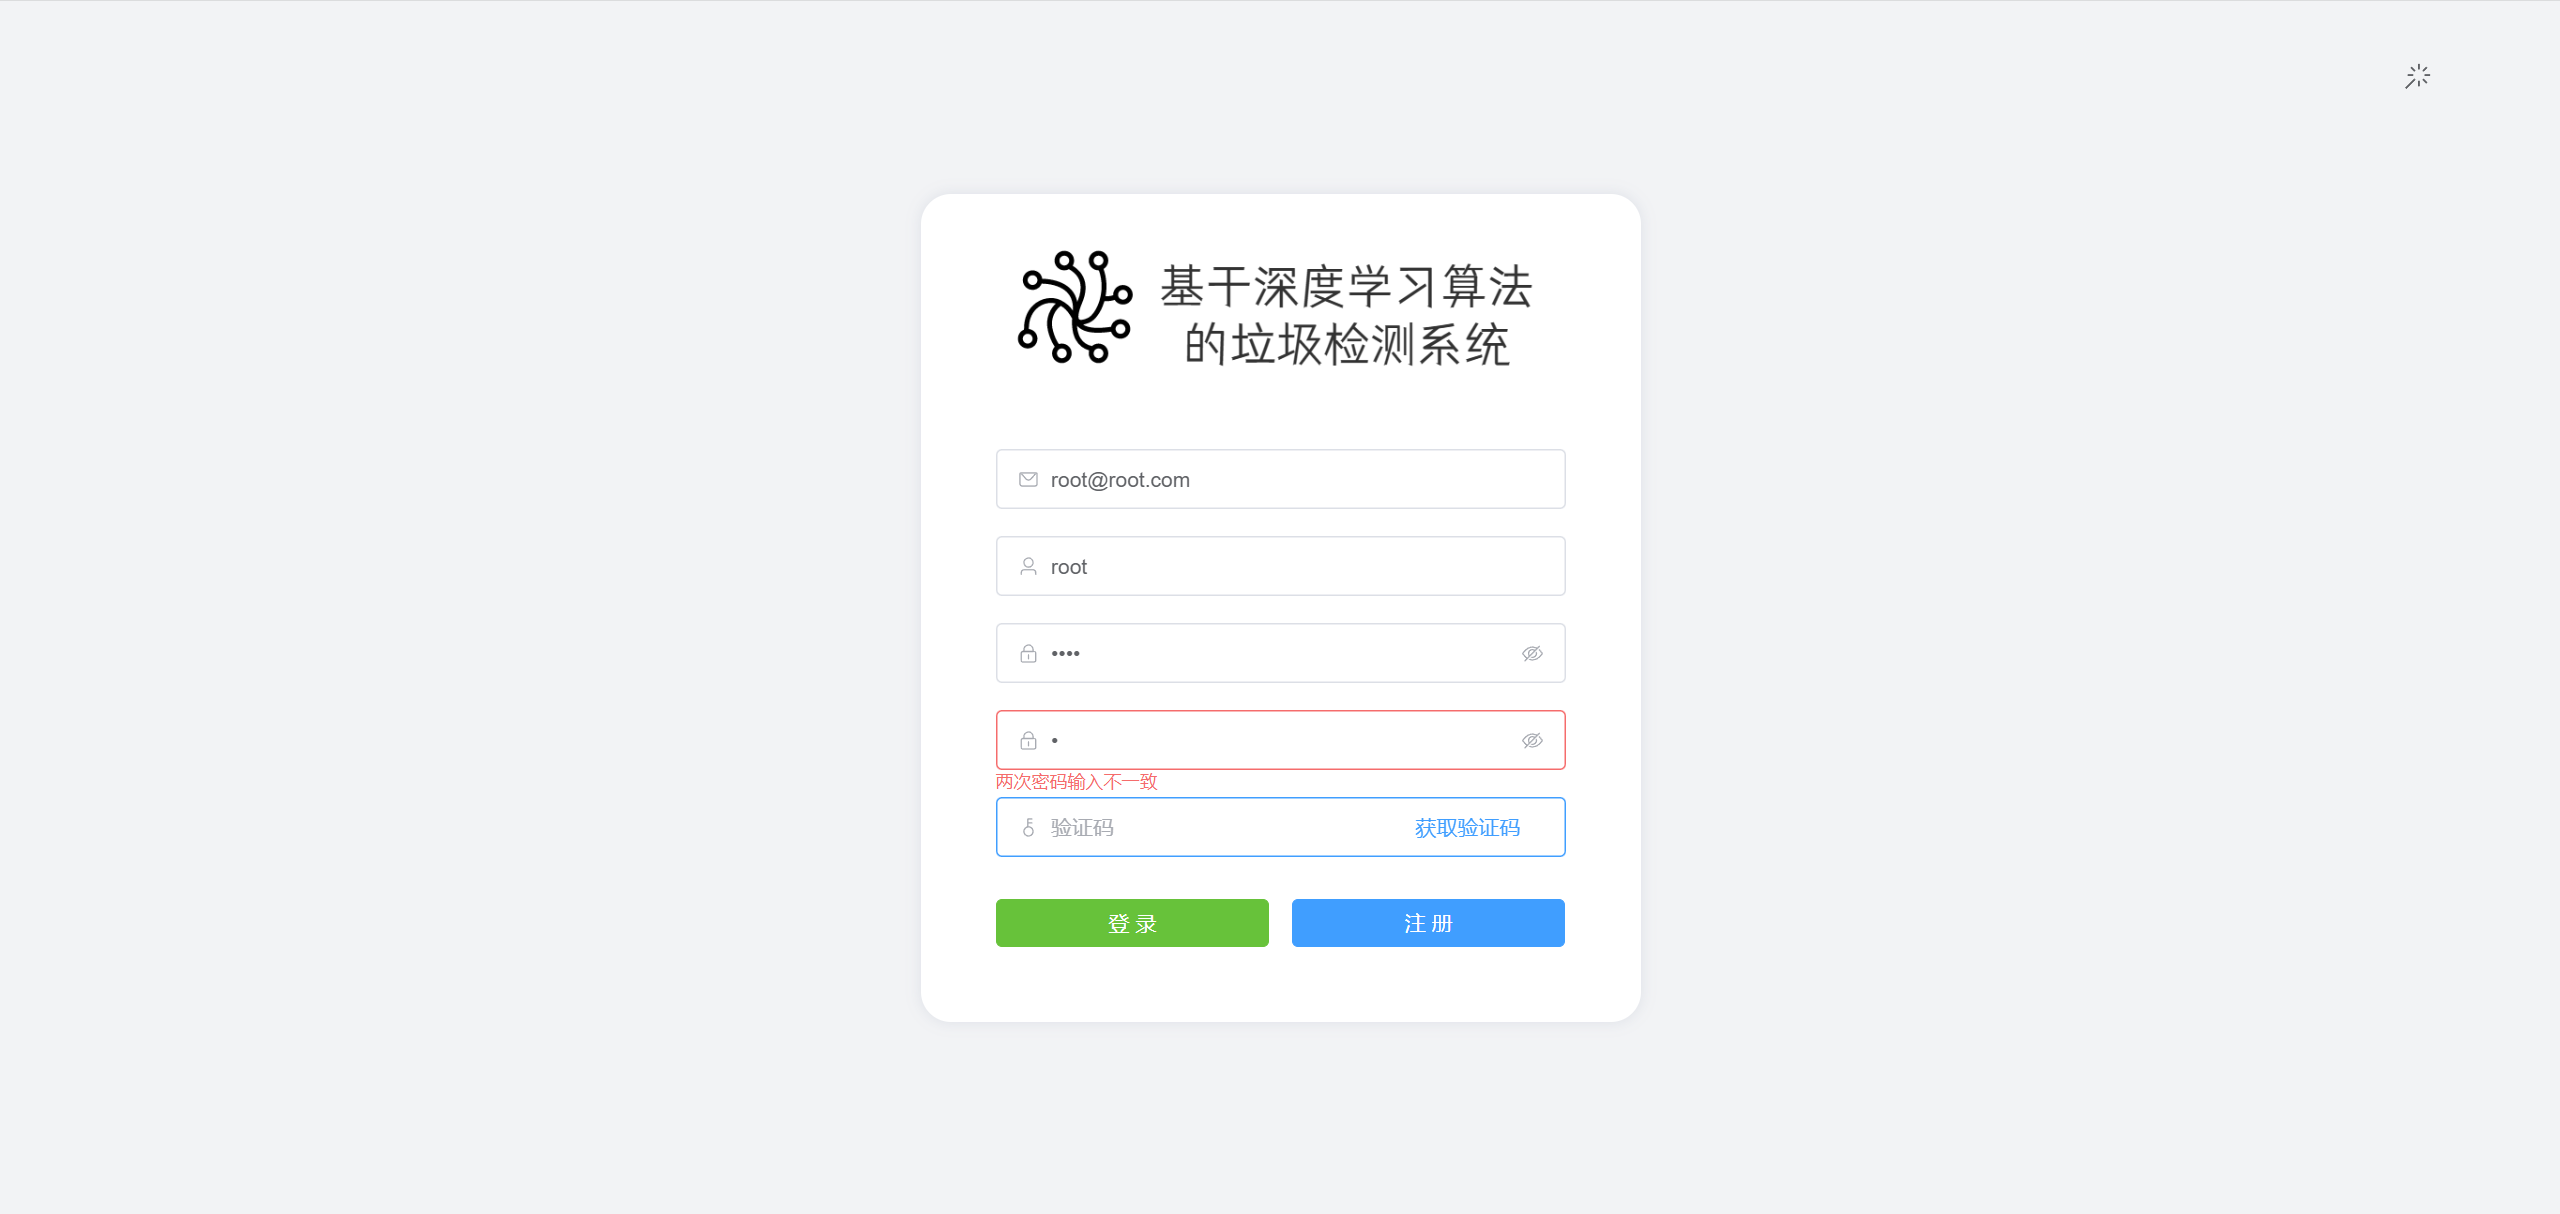 基干深度学习算法
的垃圾检测系统
root@root.com
root
••••
•
两次密码输入不一致
验证码 获取验证码
登录 注册